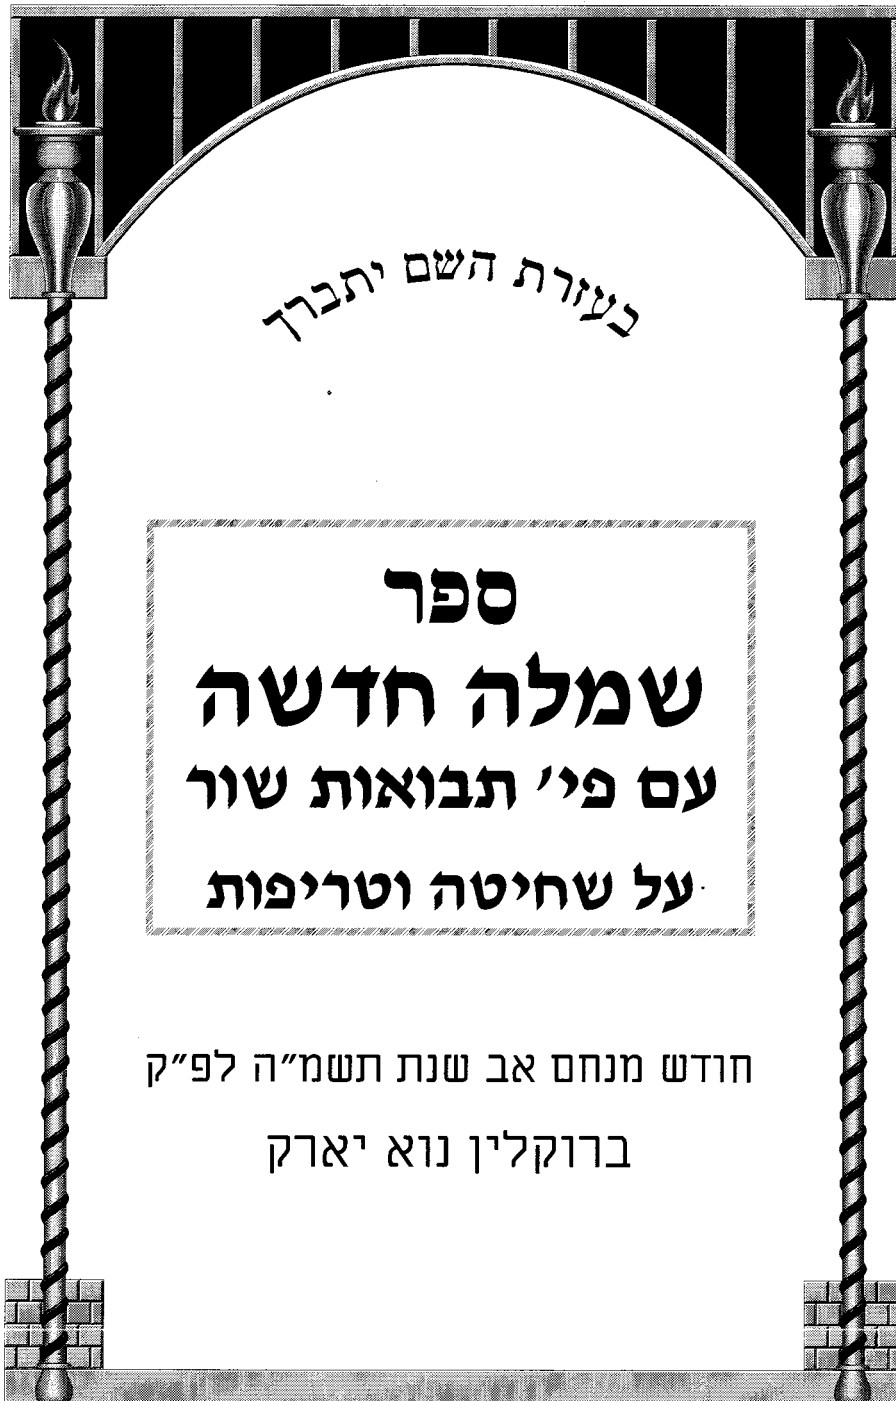 בעזרת השם יתברך
ספר
שמלה חדשה
עם פי׳ תבואות שור
על שחיטה וטריפות
חודש מנחם אב שנת תשמ״ה לפ״ק
ברוקלין נוא יארק